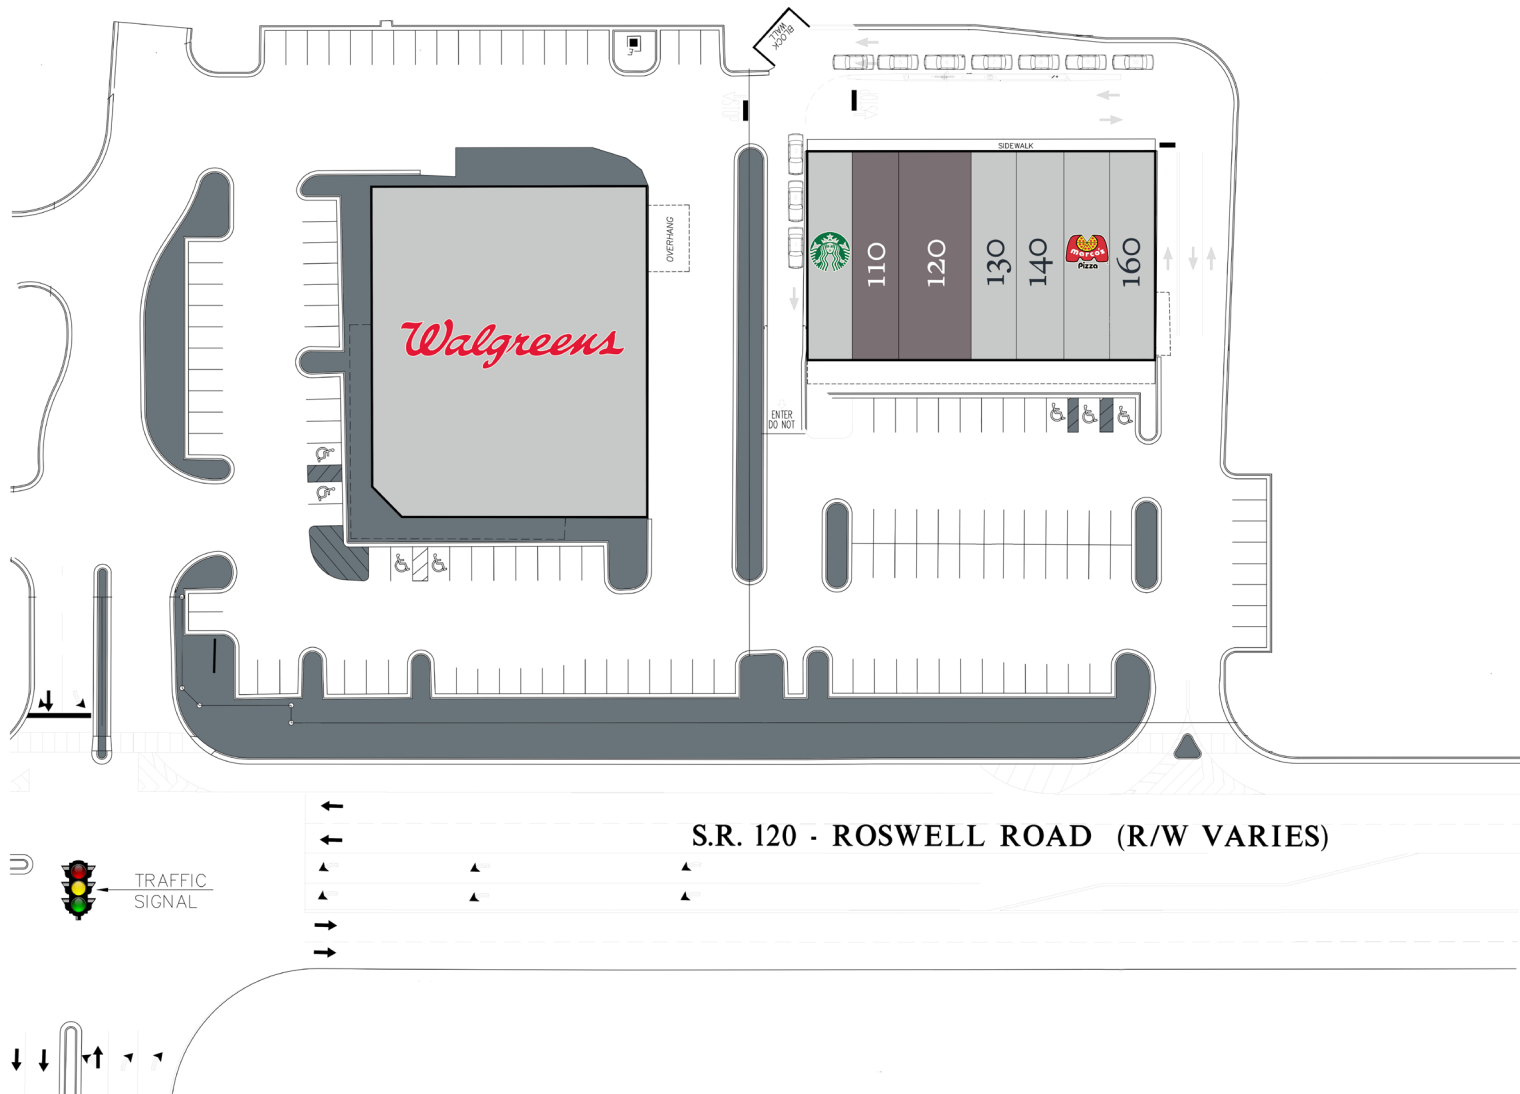 BLOCK
WALL
SIDEWALK
OVERHANG
110
120
130
140
Marco's
Pizza
160
Walgreens
ENTER
DO NOT
S.R. 120 - ROSWELL ROAD (R/W VARIES)
TRAFFIC
SIGNAL